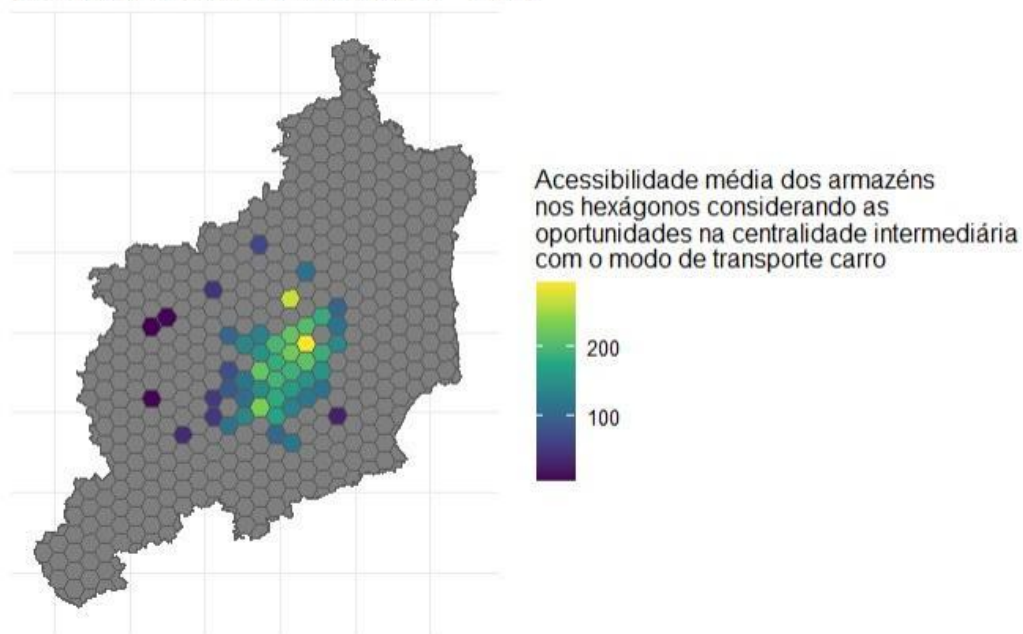 Acessibilidade média dos armazéns
nos hexágonos considerando as
oportunidades na centralidade intermediária
com o modo de transporte carro
200
100